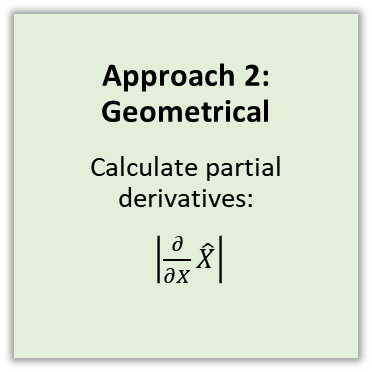 Approach 2:
Geometrical
Calculate partial
derivatives:
|∂/∂X X̂|